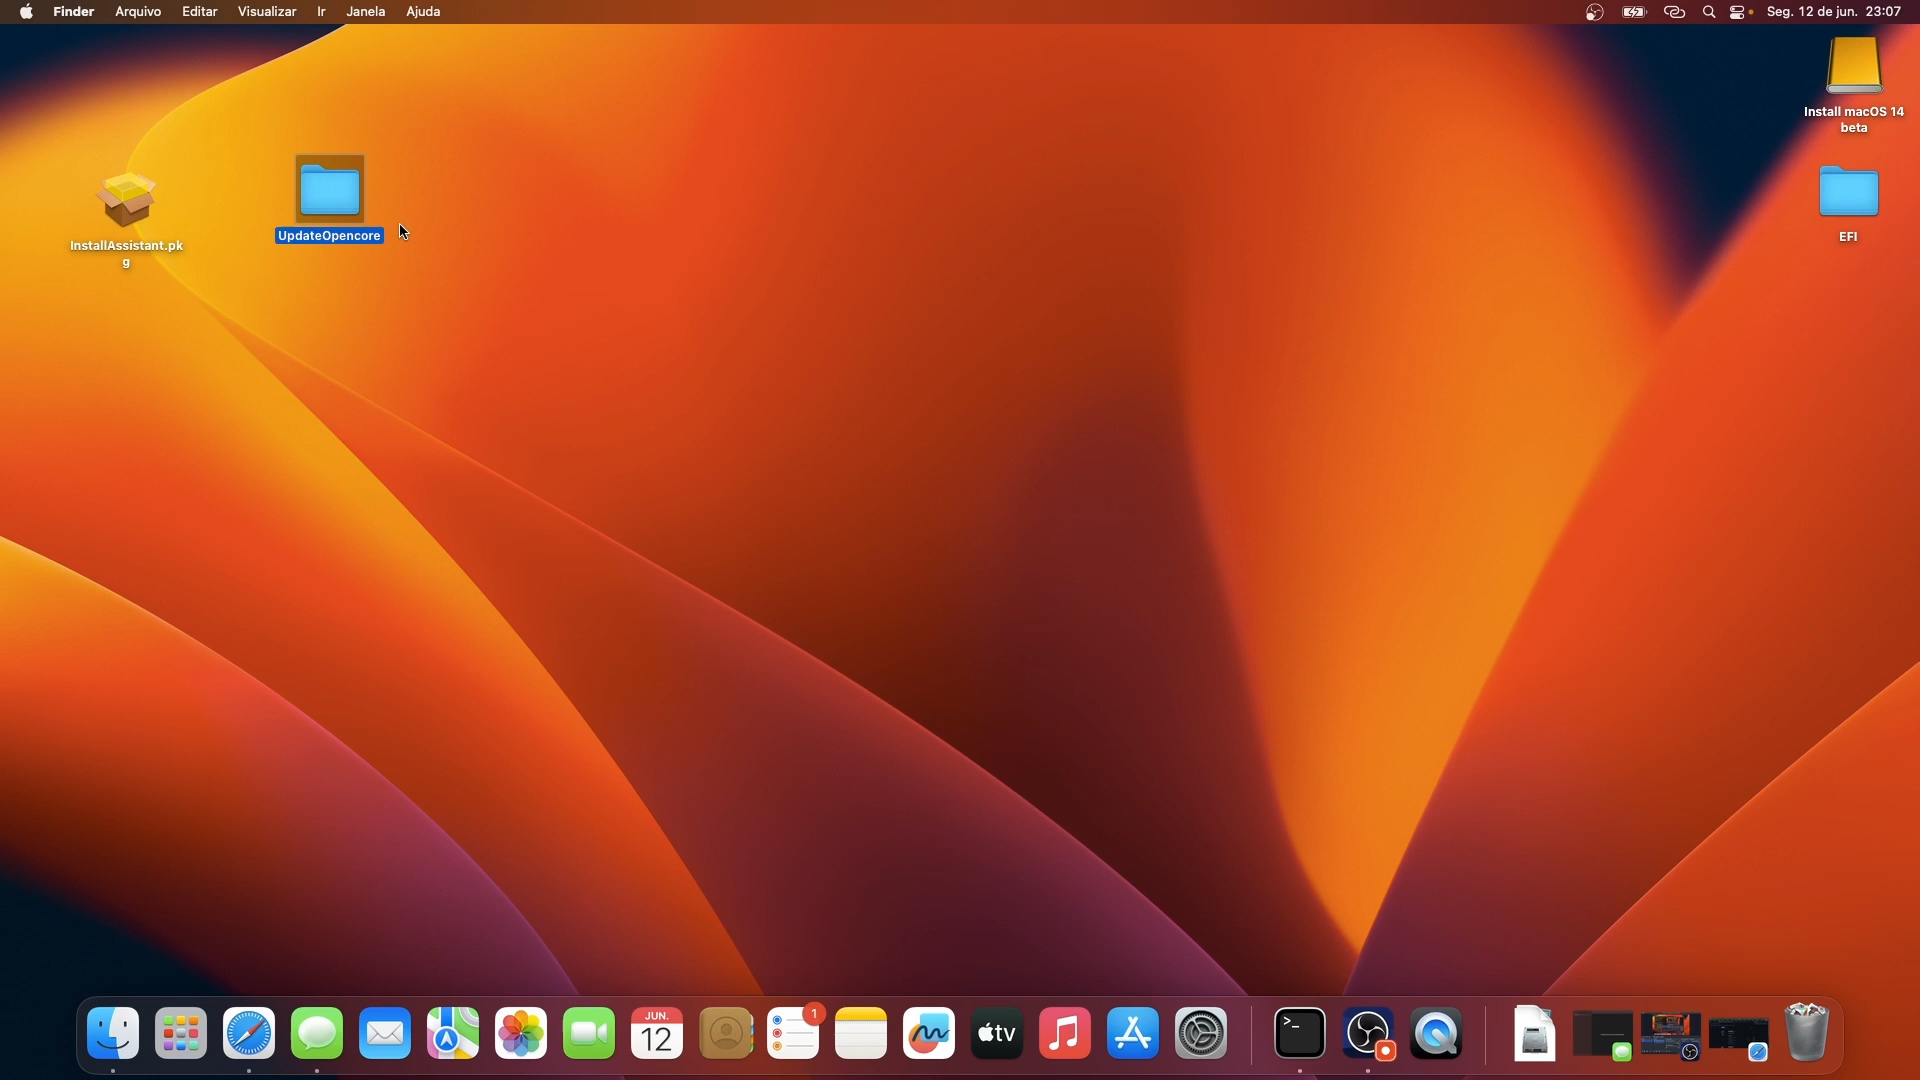 Finder Arquivo Editar Visualizar Ir Janela Ajuda
Seg. 12 de jun. 23:07
Install macOS 14
beta
InstallAssistant.pk
g
UpdateOpencore
EFI
JUN.
12
1
tv
>_